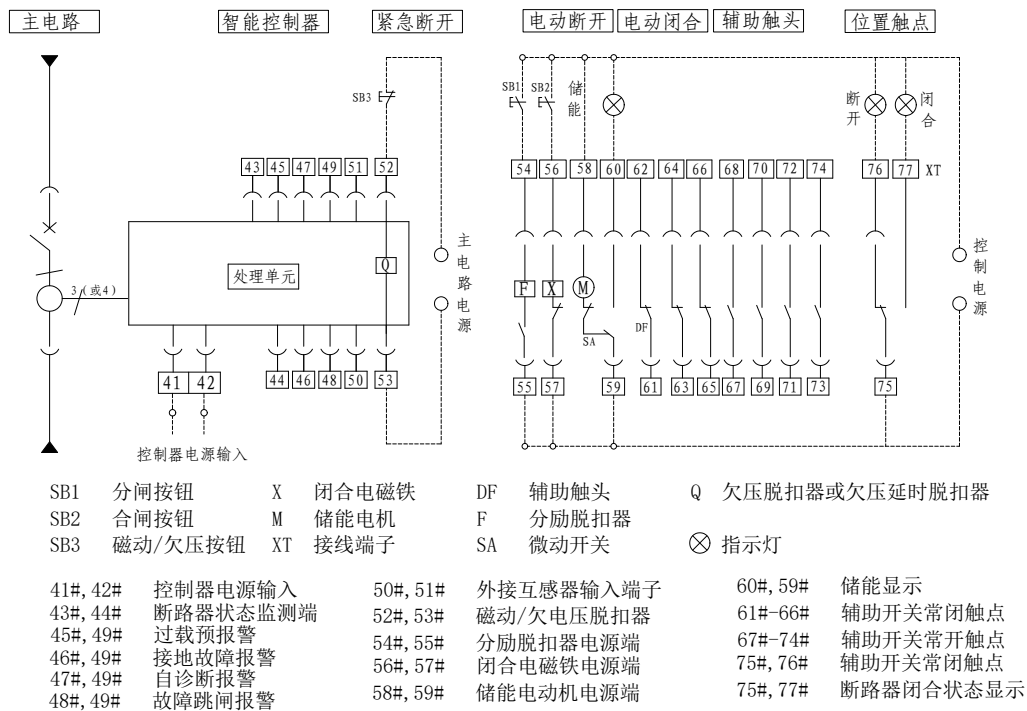 主电路 智能控制器 紧急断开 电动断开 电动闭合 辅助触头 位置触点
SB1 SB2 储能
SB3
断开 闭合
43 45 47 49 51 52 54 56 58 60 62 64 66 68 70 72 74 76 77 XT
主电路电源
控制电源
处理单元 Q
3(或4)
F X M
DF
SA
41 42 44 46 48 50 53 55 57 59 61 63 65 67 69 71 73 75
控制器电源输入
SB1 分闸按钮 X 闭合电磁铁 DF 辅助触头 Q 欠压脱扣器或欠压延时脱扣器
SB2 合闸按钮 M 储能电机 F 分励脱扣器
SB3 磁动/欠压按钮 XT 接线端子 SA 微动开关 指示灯
41#,42# 控制器电源输入 50#,51# 外接互感器输入端子 60#,59# 储能显示
43#,44# 断路器状态监测端 52#,53# 磁动/欠电压脱扣器 61#-66# 辅助开关常闭触点
45#,49# 过载预报警 54#,55# 分励脱扣器电源端 67#-74# 辅助开关常开触点
46#,49# 接地故障报警 56#,57# 闭合电磁铁电源端 75#,76# 辅助开关常闭触点
47#,49# 自诊断报警 58#,59# 储能电动机电源端 75#,77# 断路器闭合状态显示
48#,49# 故障跳闸报警